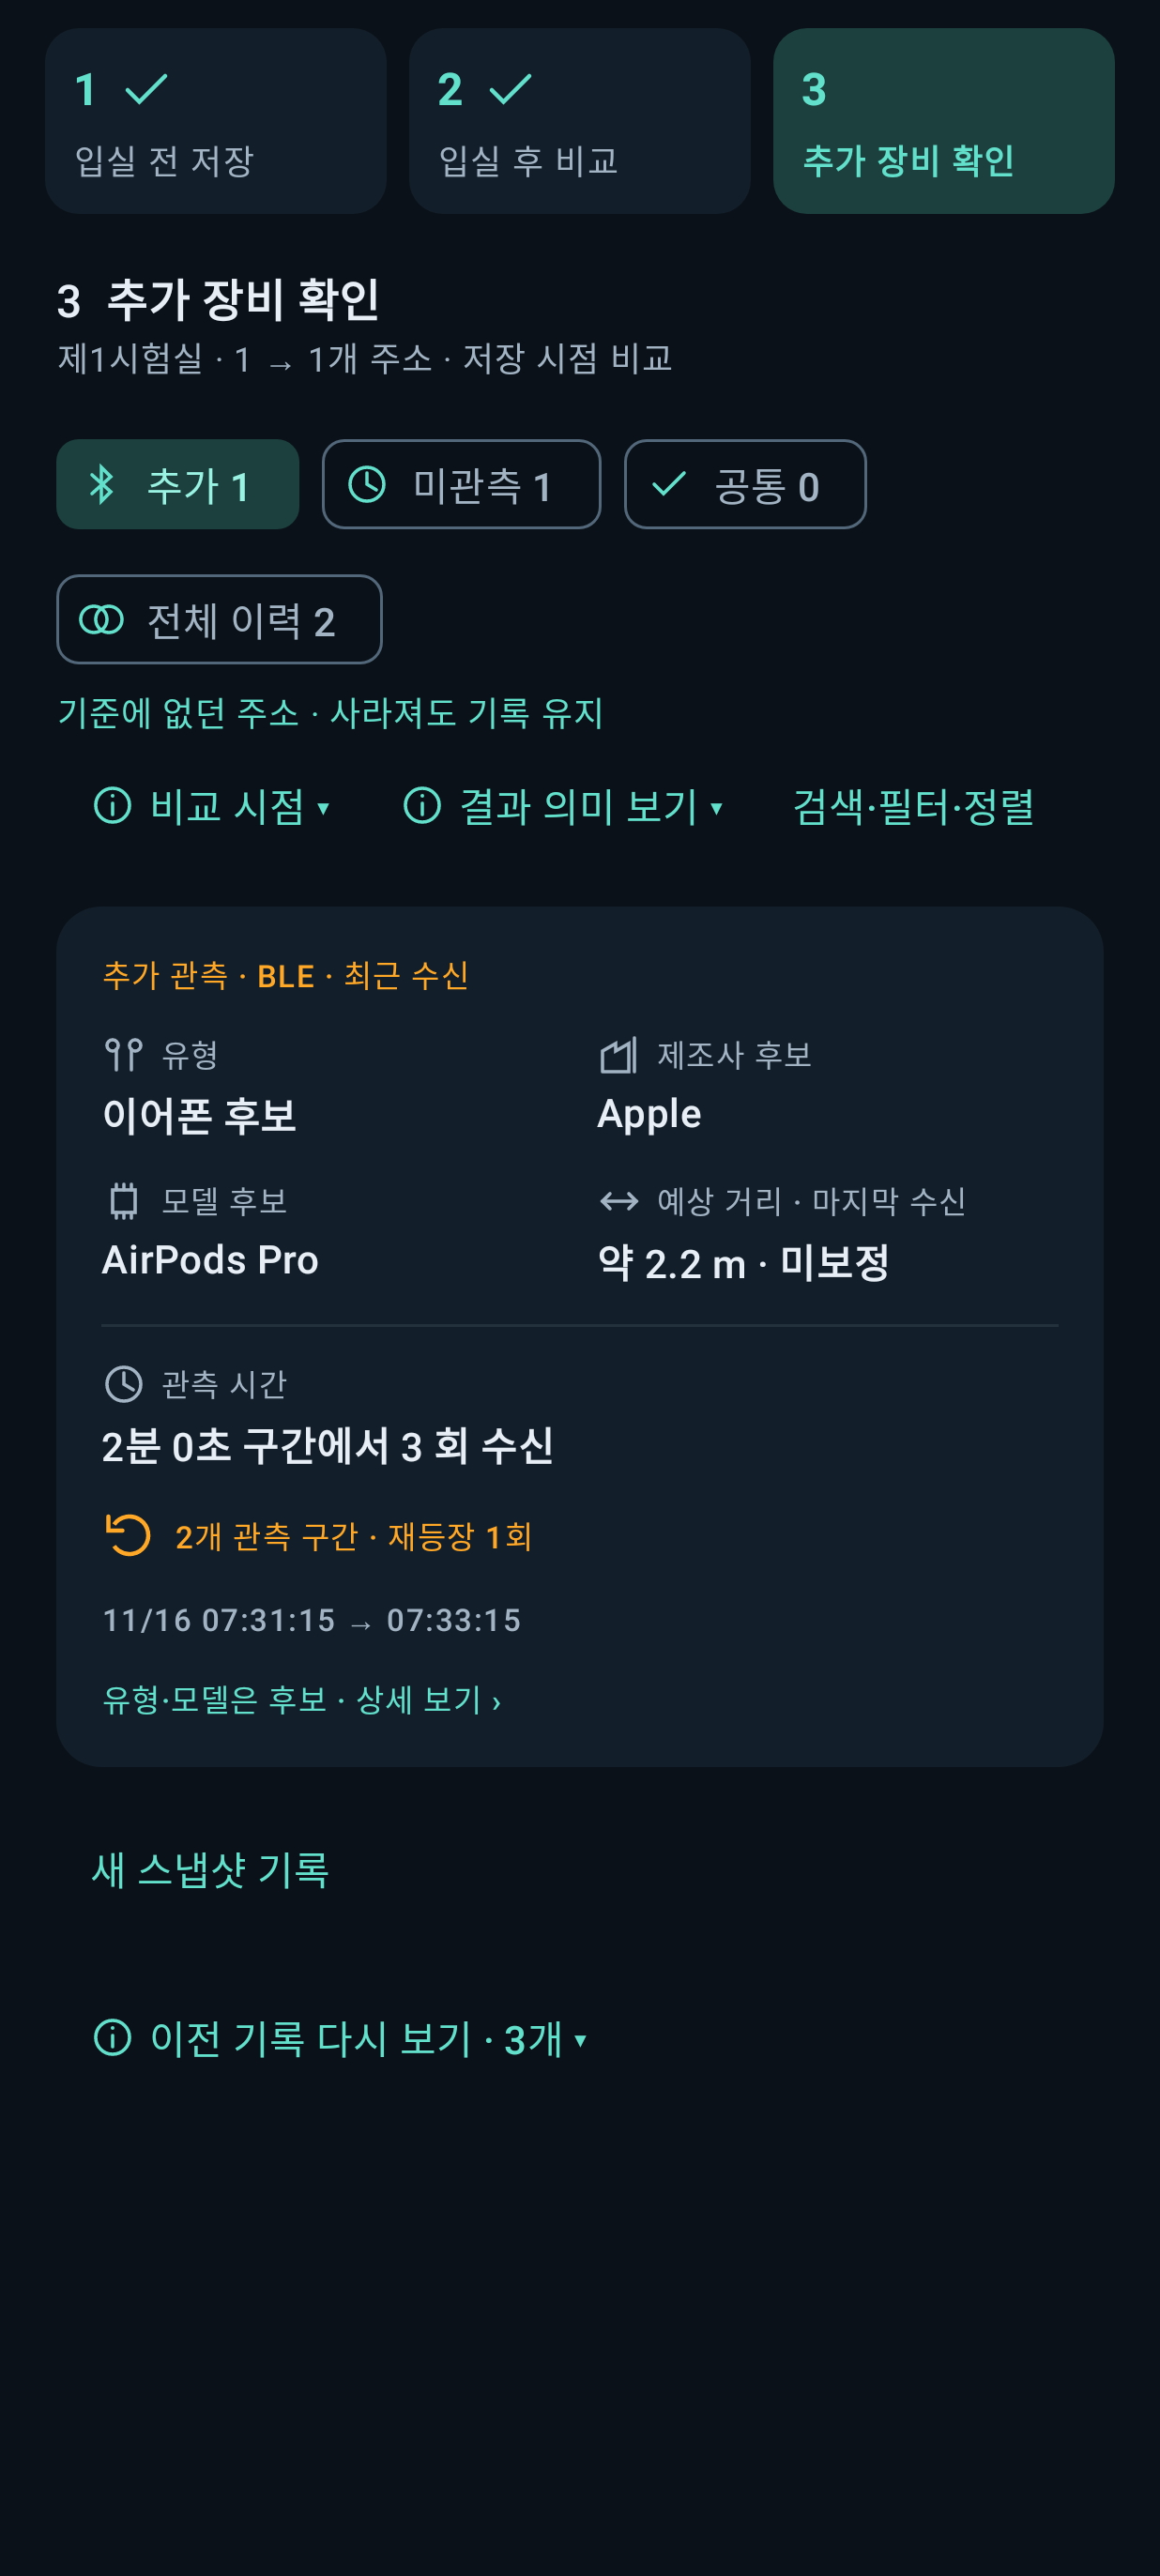 1
입실 전 저장
2
입실 후 비교
3
추가 장비 확인
3 추가 장비 확인
제1시험실 · 1 → 1개 주소 · 저장 시점 비교
추가 1
미관측 1
공통 0
전체 이력 2
기준에 없던 주소 · 사라져도 기록 유지
비교 시점 ▾
결과 의미 보기 ▾
검색·필터·정렬
추가 관측 · BLE · 최근 수신
유형
이어폰 후보
제조사 후보
Apple
모델 후보
AirPods Pro
예상 거리 · 마지막 수신
약 2.2 m · 미보정
관측 시간
2분 0초 구간에서 3 회 수신
2개 관측 구간 · 재등장 1회
11/16 07:31:15 → 07:33:15
유형·모델은 후보 · 상세 보기 ›
새 스냅샷 기록
이전 기록 다시 보기 · 3개 ▾